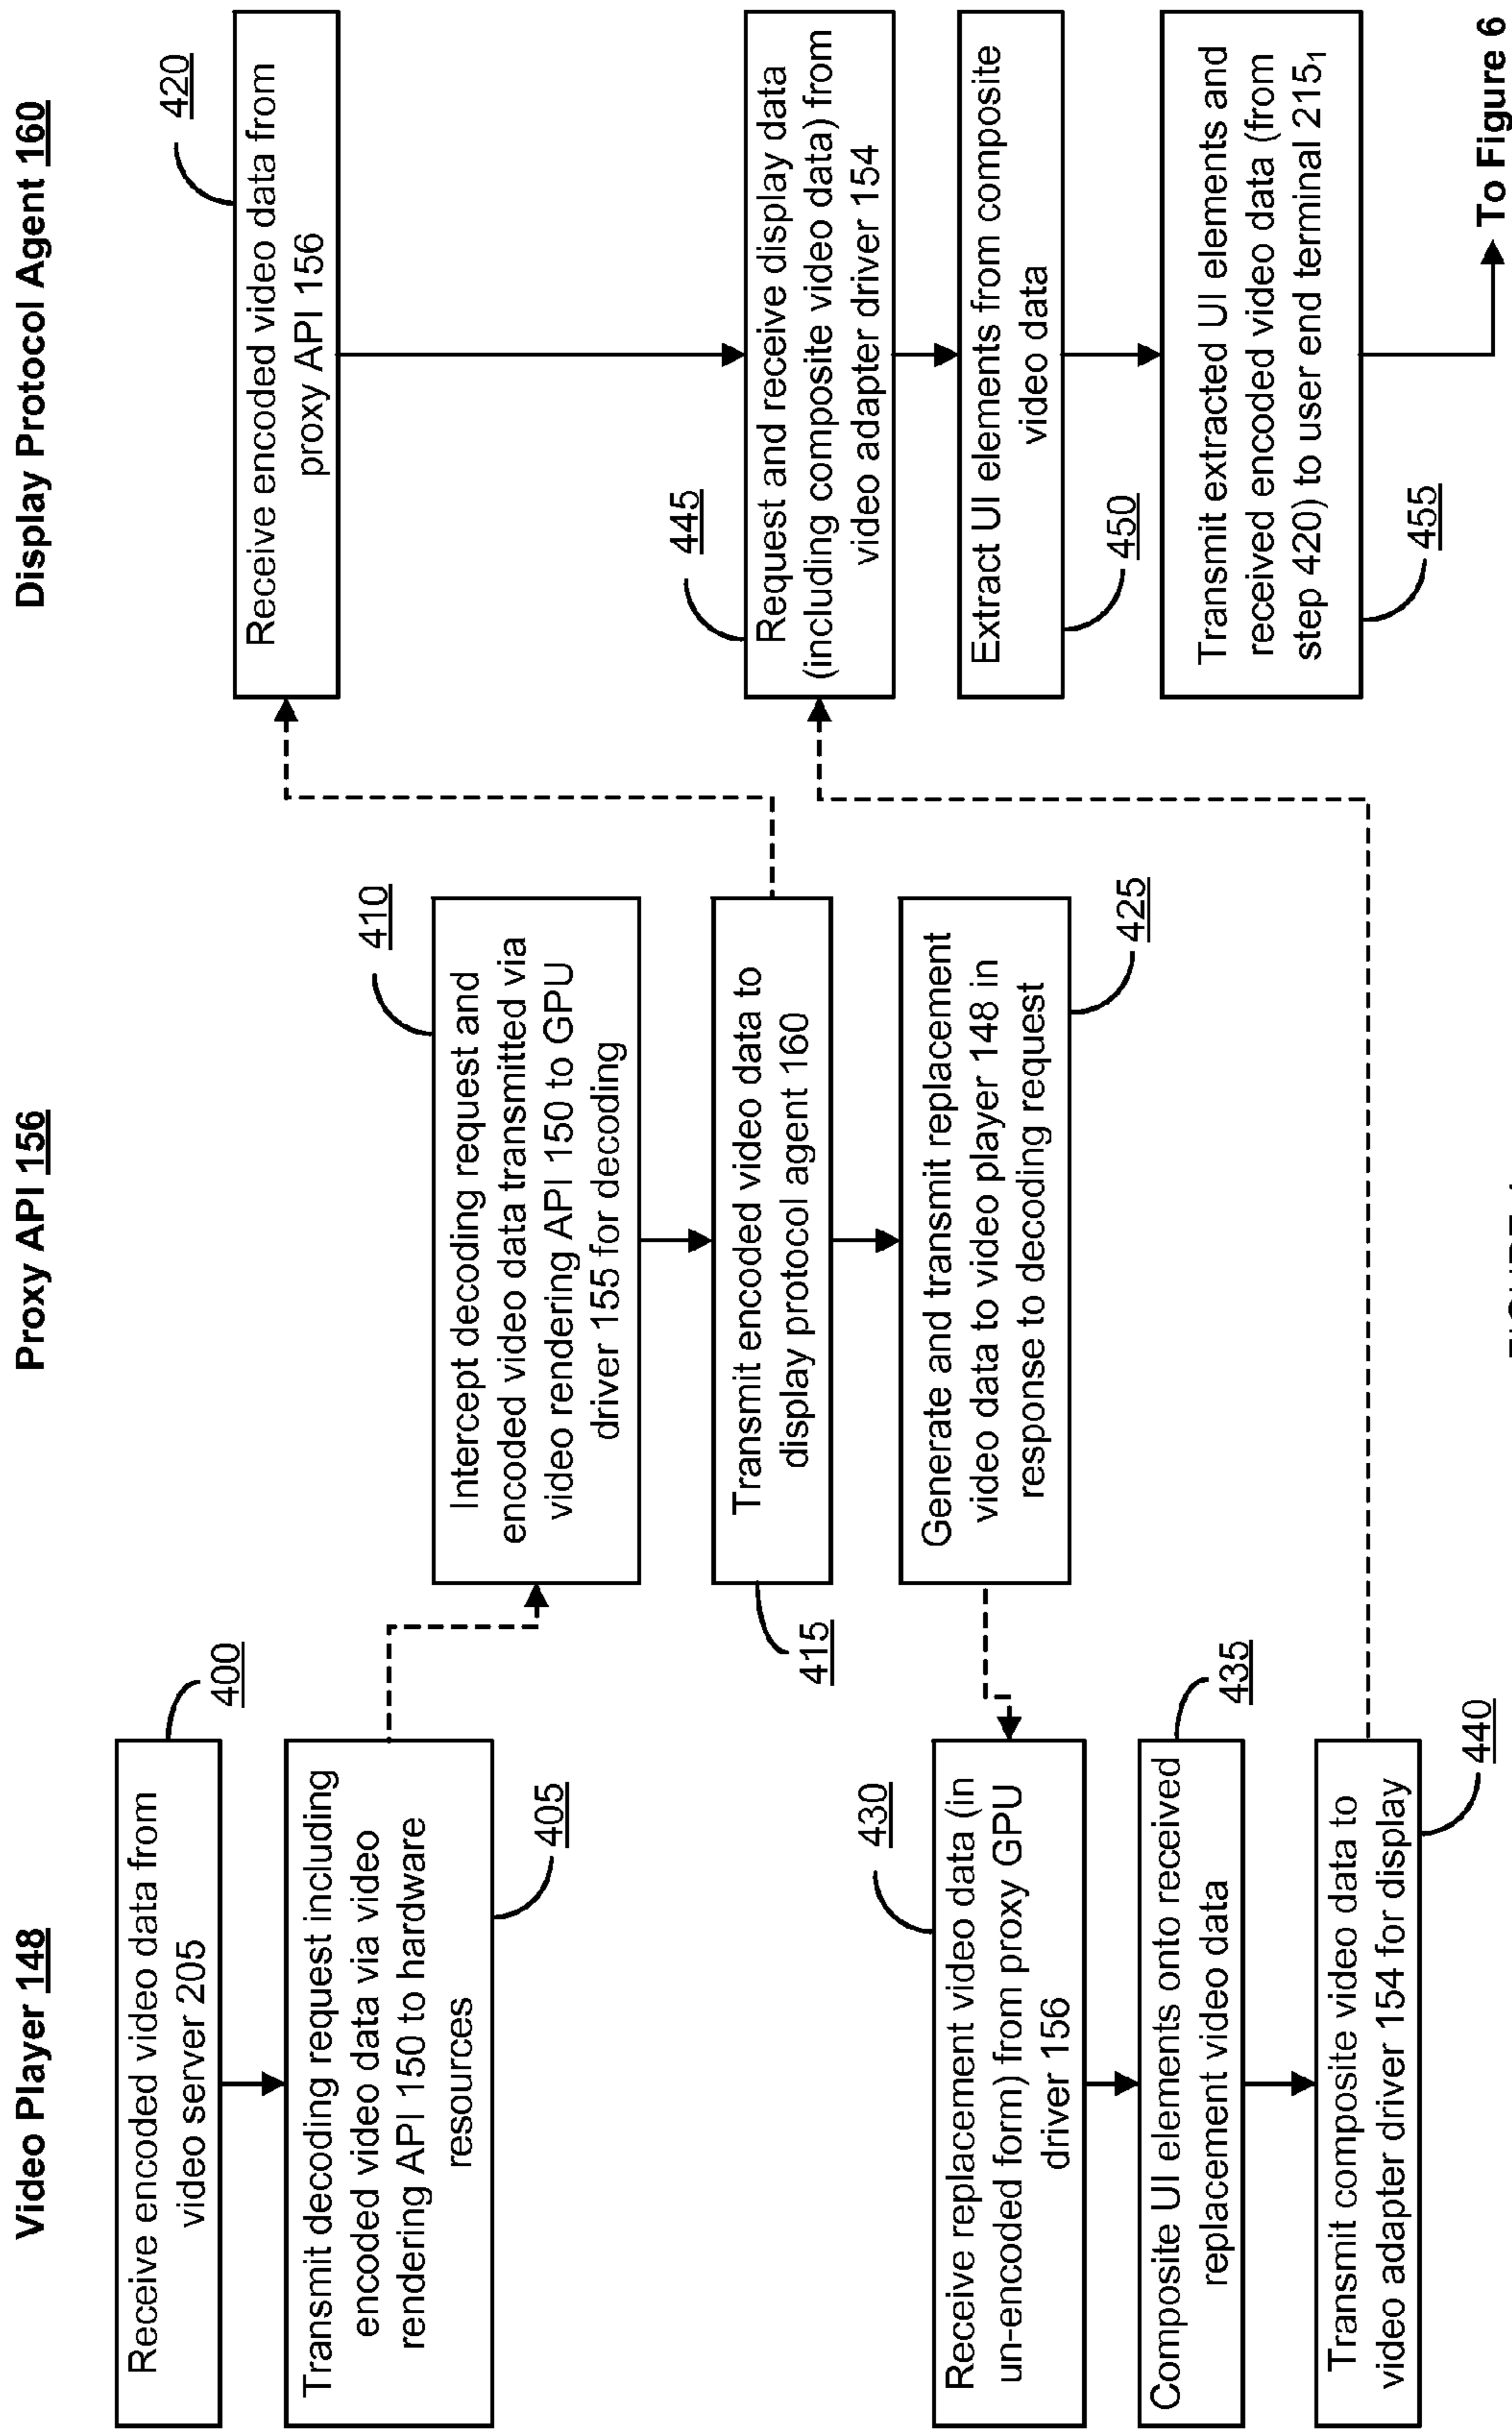 Video Player 148
Proxy API 156
Display Protocol Agent 160
400
Receive encoded video data from
video server 205
Transmit decoding request including
encoded video data via video
rendering API 150 to hardware
resources
405
410
Intercept decoding request and
encoded video data transmitted via
video rendering API 150 to GPU
driver 155 for decoding
415
Transmit encoded video data to
display protocol agent 160
420
Receive encoded video data from
proxy API 156
Generate and transmit replacement
video data to video player 148 in
response to decoding request
425
430
Receive replacement video data (in
un-encoded form) from proxy GPU
driver 156
435
Composite UI elements onto received
replacement video data
Transmit composite video data to
video adapter driver 154 for display
440
445
Request and receive display data
(including composite video data) from
video adapter driver 154
Extract UI elements from composite
video data
450
Transmit extracted UI elements and
received encoded video data (from
step 420) to user end terminal 215₁
455
To Figure 6